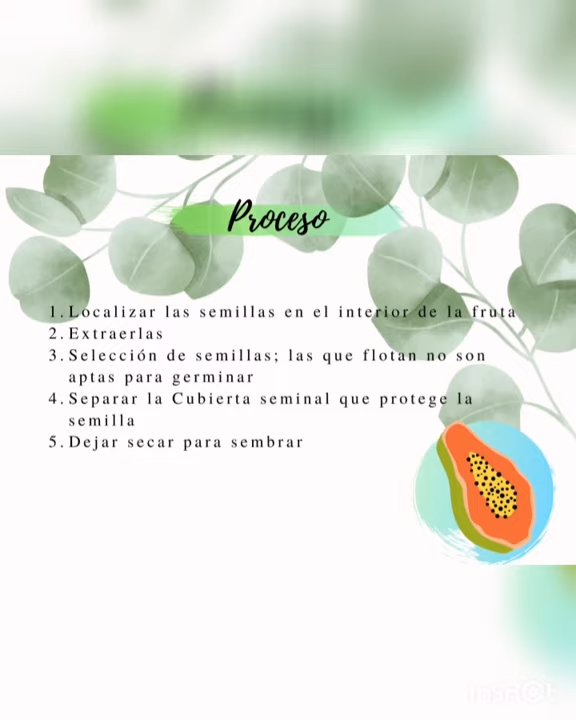 Proceso
1. Localizar las semillas en el interior de la fruta
2. Extraerlas
3. Selección de semillas; las que flotan no son
aptas para germinar
4. Separar la Cubierta seminal que protege la
semilla
5. Dejar secar para sembrar